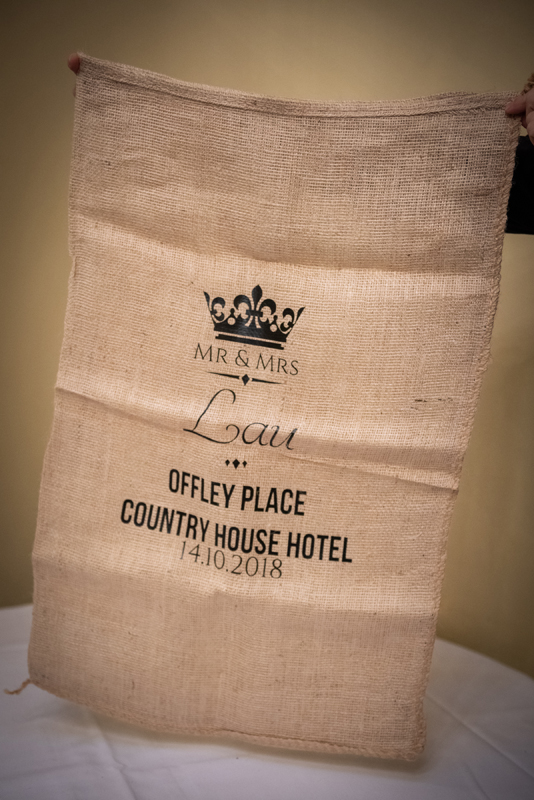 MR & MRS
Lau
OFFLEY PLACE
COUNTRY HOUSE HOTEL
14.10.2018